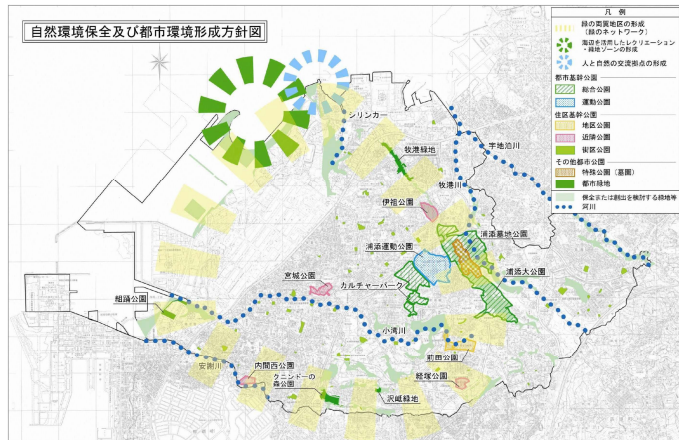 自然環境保全及び都市環境形成方針図
凡 例
緑の両翼地区の形成
(緑のネットワーク)
海辺を活用したレクリエーション
・緑地ゾーンの形成
人と自然の交流拠点の形成
都市基幹公園
総合公園
運動公園
住区基幹公園
地区公園
近隣公園
街区公園
その他都市公園
特殊公園(墓園)
都市緑地
保全または創出を検討する緑地等
河川
シリンカー
牧港緑地
宇地泊川
牧港川
伊祖公園
浦添墓地公園
浦添運動公園
浦添大公園
宮城公園
カルチャーパーク
組踊公園
小湾川
安謝川
内間西公園
クニンドーの
森公園
前田公園
経塚公園
沢岻緑地